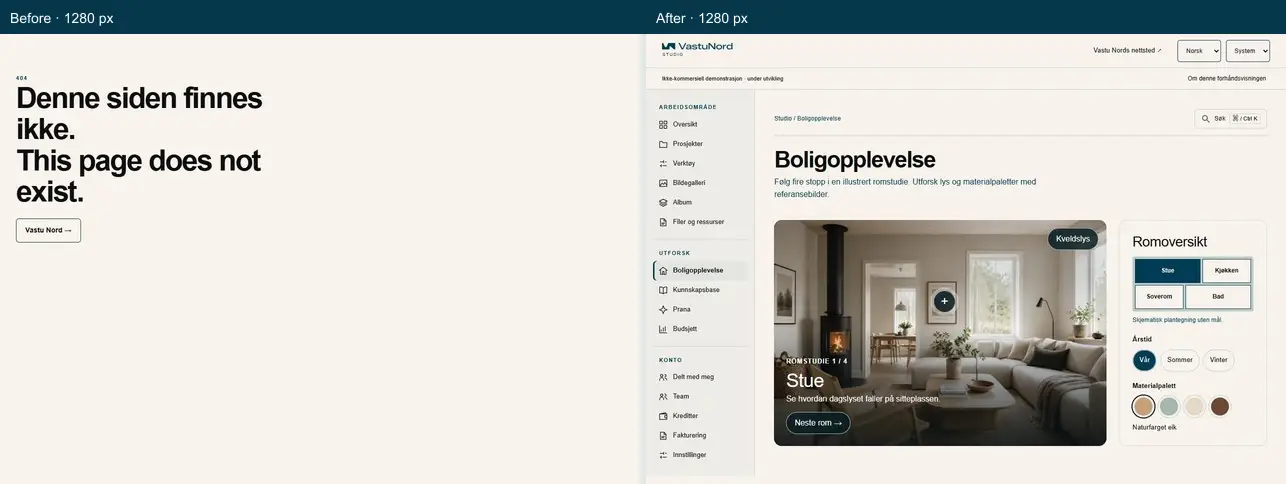 Before · 1280 px
404
Denne siden finnes
ikke.
This page does not
exist.
Vastu Nord →
After · 1280 px
VastuNord
STUDIO
Vastu Nords nettsted ↗
Norsk
System
Ikke-kommersiell demonstrasjon · under utvikling
Om denne forhåndsvisningen
ARBEIDSOMRÅDE
Oversikt
Prosjekter
Verktøy
Bildegalleri
Album
Filer og ressurser
UTFORSK
Boligopplevelse
Kunnskapsbase
Prana
Budsjett
KONTO
Delt med meg
Team
Kreditter
Fakturering
Innstillinger
Studio / Boligopplevelse
Søk ⌘ / Ctrl K
Boligopplevelse
Følg fire stopp i en illustrert romstudie. Utforsk lys og materialpaletter med
referansebilder.
Kveldslys
+
ROMSTUDIE 1 / 4
Stue
Se hvordan dagslyset faller på sitteplassen.
Neste rom →
Romoversikt
Stue
Kjøkken
Soverom
Bad
Skjematisk plantegning uten mål.
Årstid
Vår
Sommer
Vinter
Materialpalett
Naturfarget eik